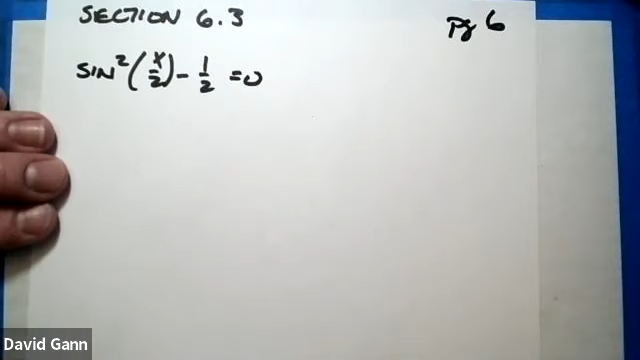 SECTION 6.3
Pg 6
SIN²(x/2) - 1/2 = 0
David Gann